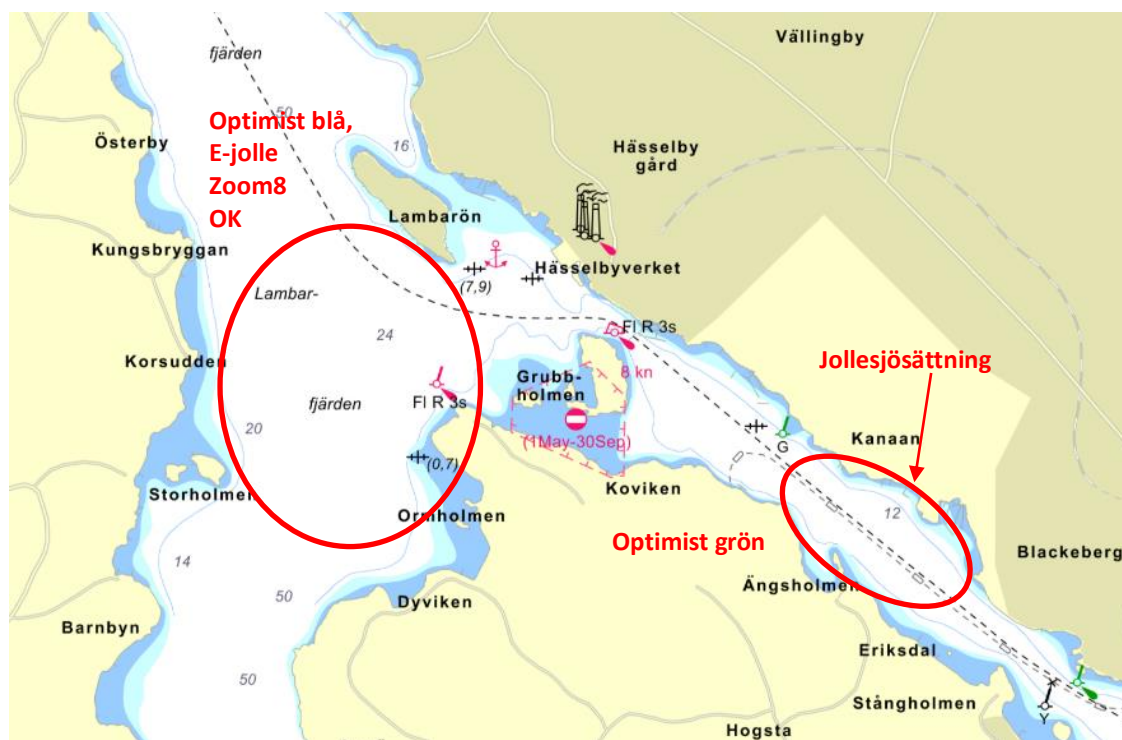 Vällingby
fjärden
50
Optimist blå,
E-jolle
Zoom8
OK
Österby
16
Hässelby
gård
Lambarön
Kungsbryggan
(7,9)
Hässelbyverket
Lambar-
24
Fl R 3s
Korsudden
Jollesjösättning
Grubb-
holmen
8 kn
Fl R 3s
fjärden
20
(1May-30Sep)
G
Kanaan
(0,7)
Storholmen
Koviken
Ormholmen
12
Optimist grön
Blackeberg
14
Ängsholmen
50
Dyviken
Barnbyn
Eriksdal
50
Stångholmen
Y
Hogsta